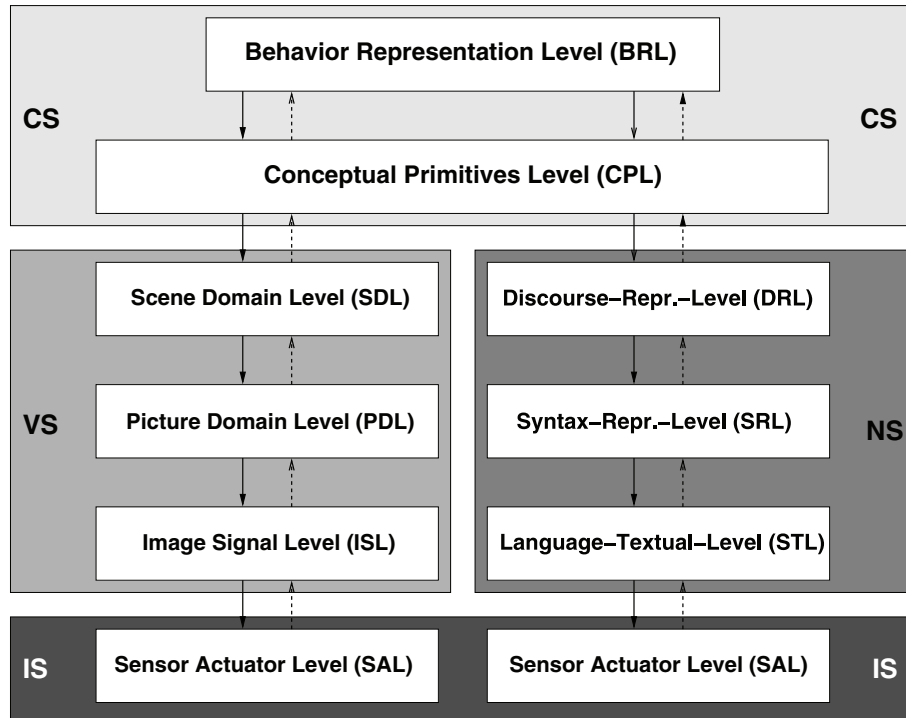 Behavior Representation Level (BRL)
CS
CS
Conceptual Primitives Level (CPL)
Scene Domain Level (SDL)
Discourse–Repr.–Level (DRL)
VS
Picture Domain Level (PDL)
Syntax–Repr.–Level (SRL)
NS
Image Signal Level (ISL)
Language–Textual–Level (STL)
IS
Sensor Actuator Level (SAL)
Sensor Actuator Level (SAL)
IS